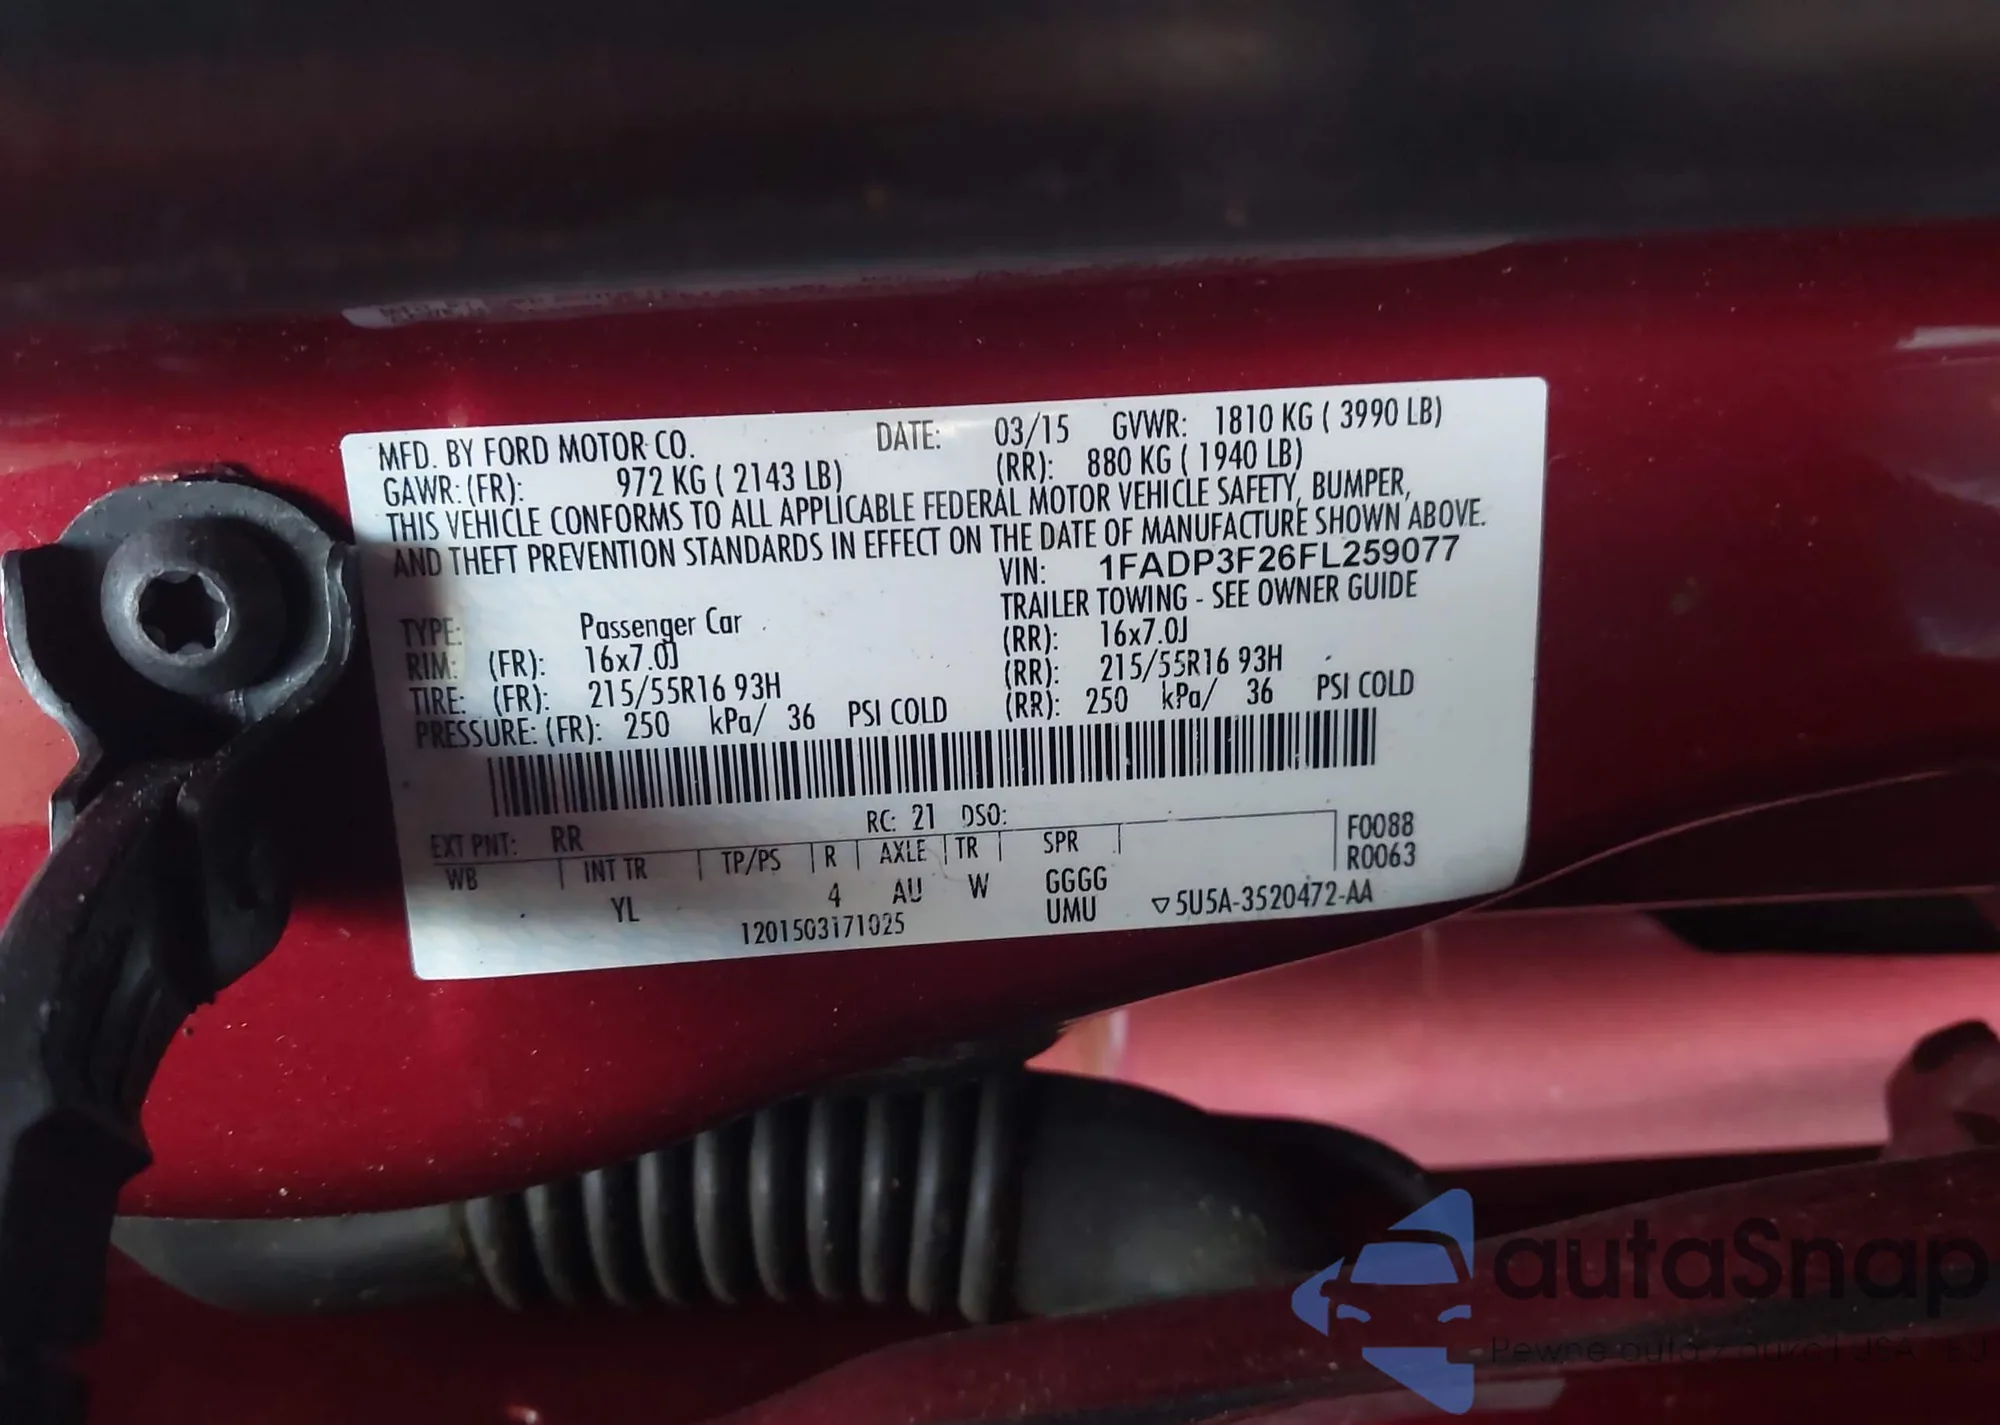 MFD. BY FORD MOTOR CO. DATE: 03/15 GVWR: 1810 KG ( 3990 LB)
GAWR: (FR): 972 KG ( 2143 LB) (RR): 880 KG ( 1940 LB)
THIS VEHICLE CONFORMS TO ALL APPLICABLE FEDERAL MOTOR VEHICLE SAFETY, BUMPER,
AND THEFT PREVENTION STANDARDS IN EFFECT ON THE DATE OF MANUFACTURE SHOWN ABOVE.
VIN: 1FADP3F26FL259077
TRAILER TOWING - SEE OWNER GUIDE
TYPE: Passenger Car
RIM: (FR): 16x7.0J (RR): 16x7.0J
TIRE: (FR): 215/55R16 93H (RR): 215/55R16 93H
PRESSURE: (FR): 250 kPa/ 36 PSI COLD (RR): 250 kPa/ 36 PSI COLD
EXT PNT: RR RC: 21 DSO: F0088
WB INT TR TP/PS R AXLE TR SPR R0063
YL 4 AU W GGGG
1201503171025 UMU ▽5U5A-3520472-AA
autaSnap
Pewne auta z aukcji USA